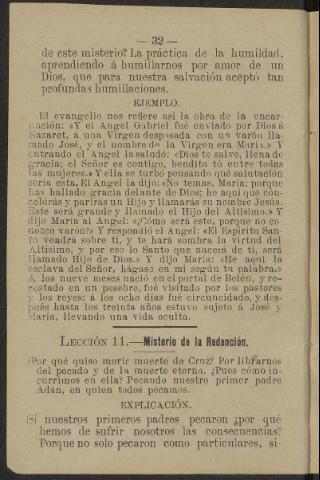 — 32 —
de este misterio? La práctica de la humildad,
aprendiendo á humillarnos por amor de un
Dios, que para nuestra salvación aceptó tan
profundas humillaciones.
EJEMPLO.
El evangelio nos refiere así la obra de la encar-
nación: «Y el Angel Gabriel fué enviado por Dios á
Nazaret, á una Virgen desposada con un varón lla-
mado José, y el nombre de la Virgen era María.» Y
entrando el Angel la saludó: «Dios te salve, llena de
gracia; el Señor es contigo, bendita tú entre todas
las mujeres.» Y ella se turbó pensando qué salutación
sería esta. El Angel la dijo: «No temas, María; porque
has hallado gracia delante de Dios; he aquí que con-
cebirás y parirás un Hijo y llamarás su nombre Jesús.
Este será grande y llamado el Hijo del Altísimo.» Y
dijo María al Angel: «¿Cómo será esto, porque no co-
nozco varón?» Y respondió el Angel: «El Espíritu San-
to vendrá sobre ti, y te hará sombra la virtud del
Altísimo, y por eso lo Santo que nacerá de ti, será
llamado Hijo de Dios.» Y dijo María: «He aquí la
esclava del Señor, hágase en mí según tu palabra.»
A los nueve meses nació en el portal de Belén, y re-
costado en un pesebre, fué visitado por los pastores
y los reyes; á los ocho días fué circuncidado, y des-
pués hasta los treinta años estuvo sujeto á José y
María, llevando una vida oculta.
LECCIÓN 11.—Misterio de la Redención.
¿Por qué quiso morir muerte de Cruz? Por librarnos
del pecado y de la muerte eterna. ¿Pues cómo in-
currimos en ella? Pecando nuestro primer padre
Adán, en quien todos pecamos.
EXPLICACIÓN.
¿Si nuestros primeros padres pecaron ¿por qué
hemos de sufrir nosotros las consecuencias?
Porque no solo pecaron como particulares, si-